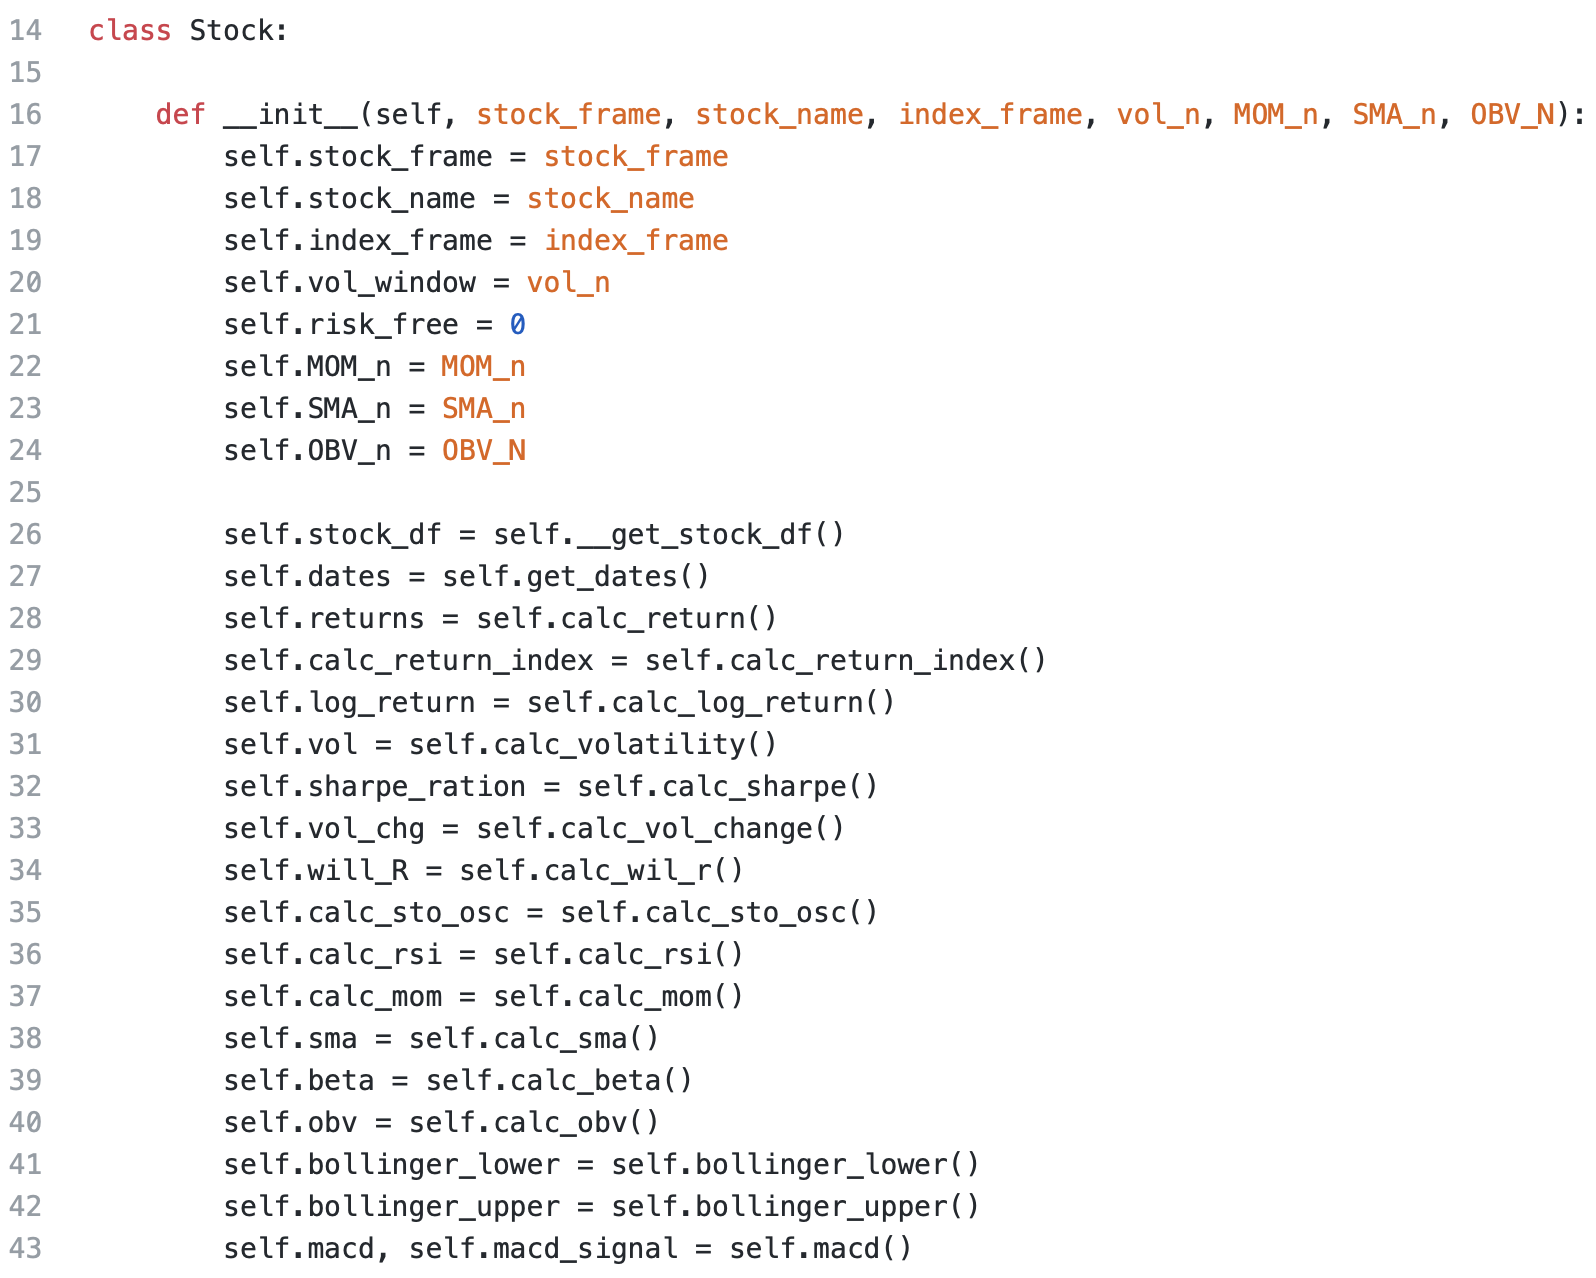 14 class Stock:
15
16     def __init__(self, stock_frame, stock_name, index_frame, vol_n, MOM_n, SMA_n, OBV_N):
17         self.stock_frame = stock_frame
18         self.stock_name = stock_name
19         self.index_frame = index_frame
20         self.vol_window = vol_n
21         self.risk_free = 0
22         self.MOM_n = MOM_n
23         self.SMA_n = SMA_n
24         self.OBV_n = OBV_N
25
26         self.stock_df = self.__get_stock_df()
27         self.dates = self.get_dates()
28         self.returns = self.calc_return()
29         self.calc_return_index = self.calc_return_index()
30         self.log_return = self.calc_log_return()
31         self.vol = self.calc_volatility()
32         self.sharpe_ration = self.calc_sharpe()
33         self.vol_chg = self.calc_vol_change()
34         self.will_R = self.calc_wil_r()
35         self.calc_sto_osc = self.calc_sto_osc()
36         self.calc_rsi = self.calc_rsi()
37         self.calc_mom = self.calc_mom()
38         self.sma = self.calc_sma()
39         self.beta = self.calc_beta()
40         self.obv = self.calc_obv()
41         self.bollinger_lower = self.bollinger_lower()
42         self.bollinger_upper = self.bollinger_upper()
43         self.macd, self.macd_signal = self.macd()